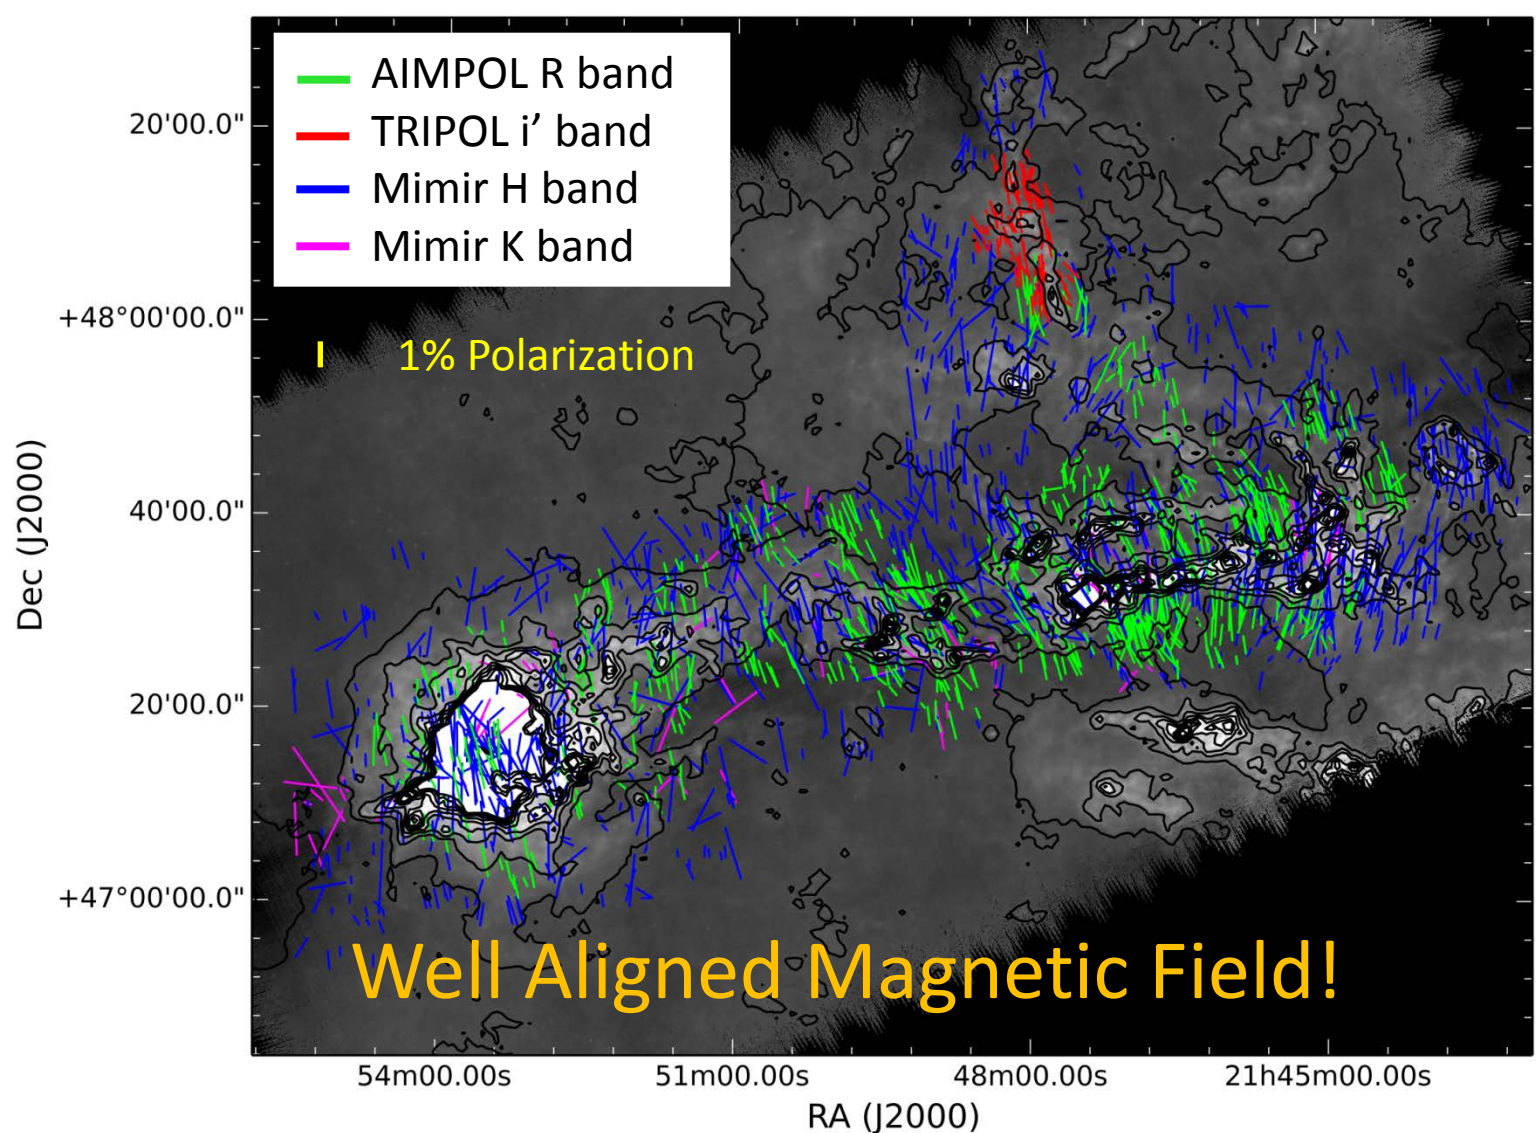 AIMPOL R band
TRIPOL i’ band
Mimir H band
Mimir K band
1% Polarization
20'00.0"
+48°00'00.0"
40'00.0"
20'00.0"
+47°00'00.0"
Dec (J2000)
Well Aligned Magnetic Field!
54m00.00s
51m00.00s
48m00.00s
21h45m00.00s
RA (J2000)